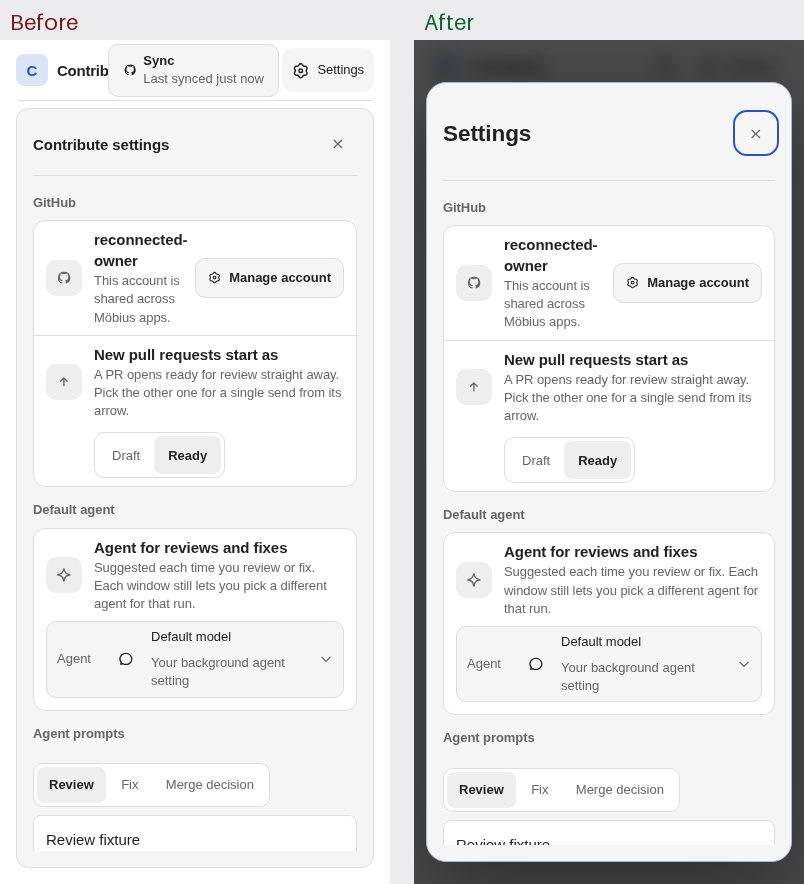 Before
C
Contrib
Sync
Last synced just now
Settings
Contribute settings
GitHub
reconnected-
owner
This account is
shared across
Möbius apps.
Manage account
New pull requests start as
A PR opens ready for review straight away.
Pick the other one for a single send from its
arrow.
Draft
Ready
Default agent
Agent for reviews and fixes
Suggested each time you review or fix.
Each window still lets you pick a different
agent for that run.
Agent
Default model
Your background agent
setting
Agent prompts
Review
Fix
Merge decision
Review fixture
After
Settings
GitHub
reconnected-
owner
This account is
shared across
Möbius apps.
Manage account
New pull requests start as
A PR opens ready for review straight away.
Pick the other one for a single send from its
arrow.
Draft
Ready
Default agent
Agent for reviews and fixes
Suggested each time you review or fix. Each
window still lets you pick a different agent for
that run.
Agent
Default model
Your background agent
setting
Agent prompts
Review
Fix
Merge decision
Review fixture